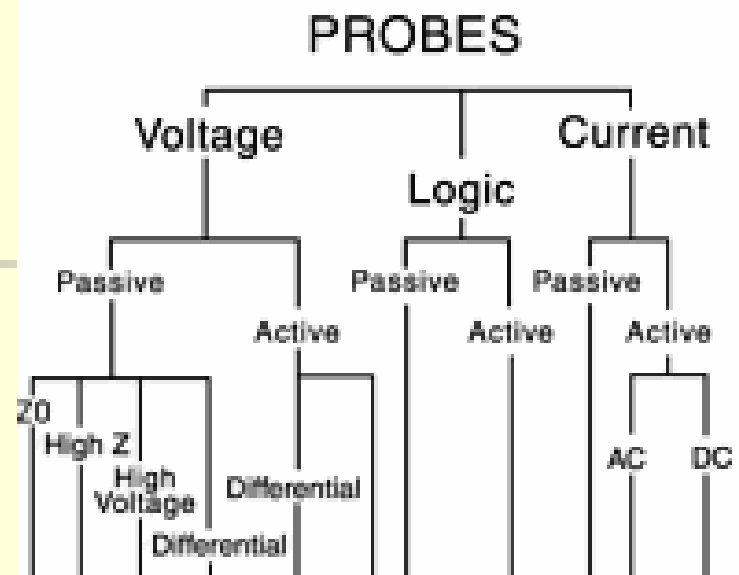 PROBES
Voltage
Current
Logic
Passive
Passive
Passive
Active
Active
Active
Z0
High Z
High
Voltage
Differential
Differential
AC
DC